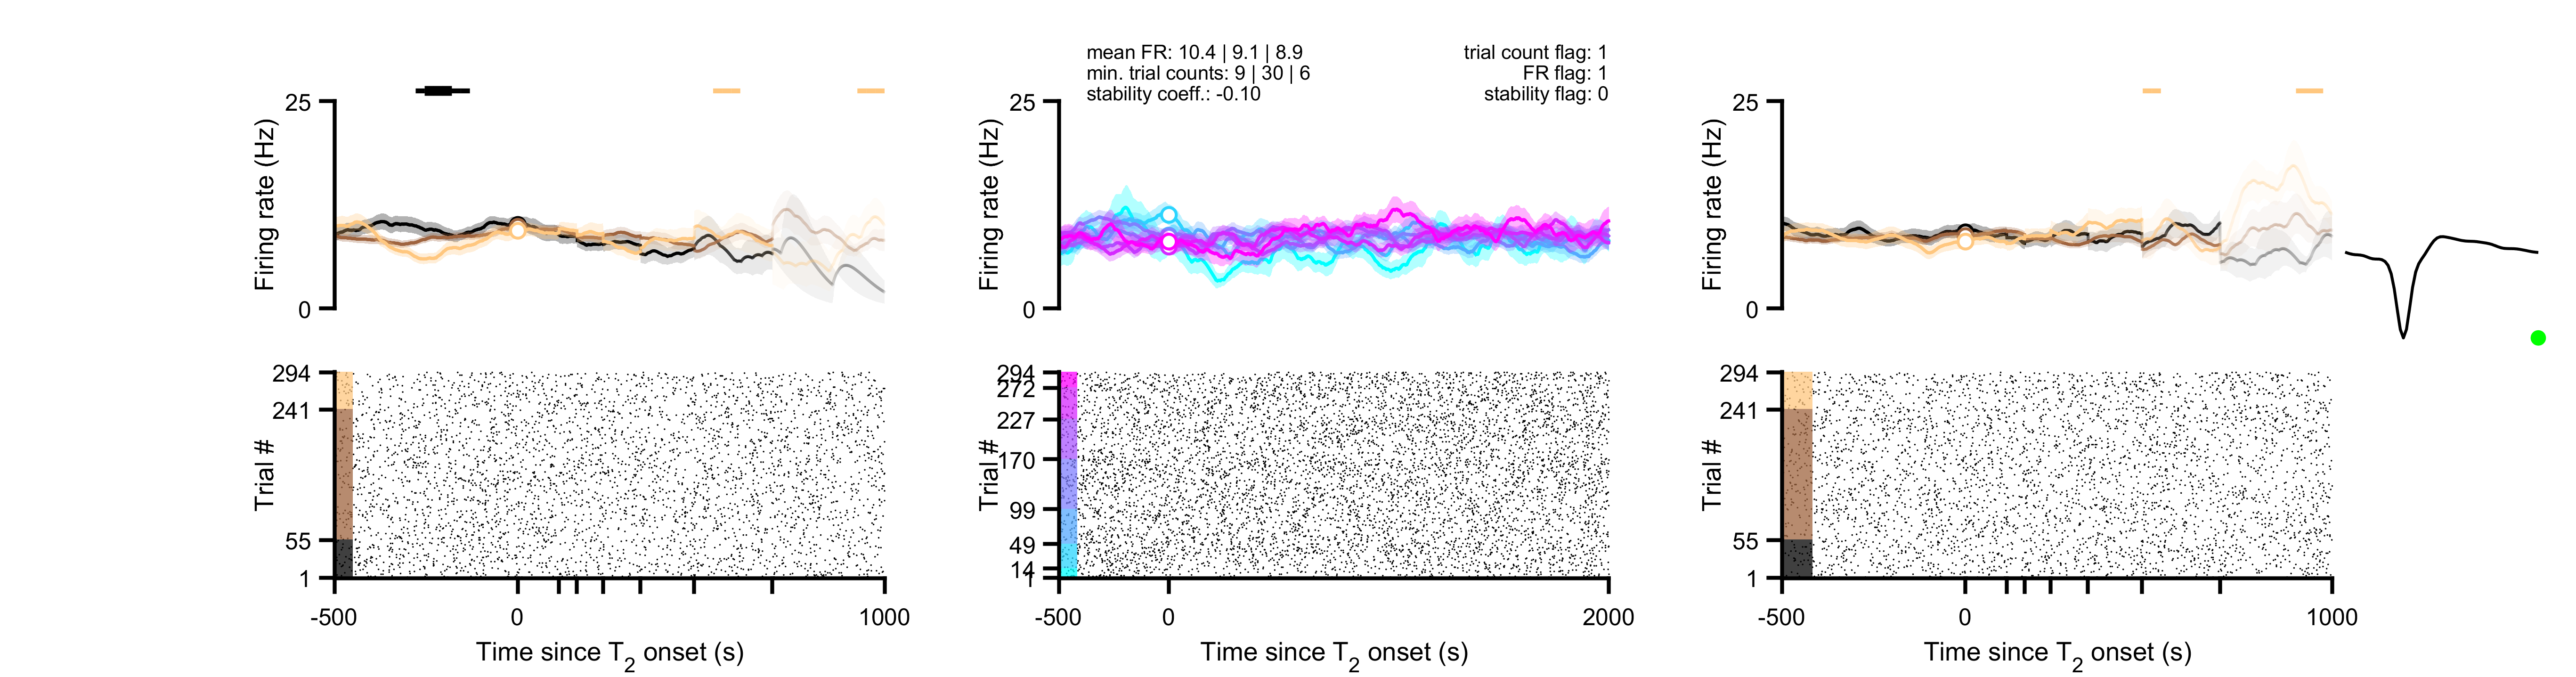 mean FR: 10.4 | 9.1 | 8.9
min. trial counts: 9 | 30 | 6
stability coeff.: -0.10
trial count flag: 1
FR flag: 1
stability flag: 0
25
0
Firing rate (Hz)
294
241
55
1
Trial #
-500
0
1000
Time since T2 onset (s)
25
0
Firing rate (Hz)
294
272
227
170
99
49
14
1
Trial #
-500
0
2000
Time since T2 onset (s)
25
0
Firing rate (Hz)
294
241
55
1
Trial #
-500
0
1000
Time since T2 onset (s)